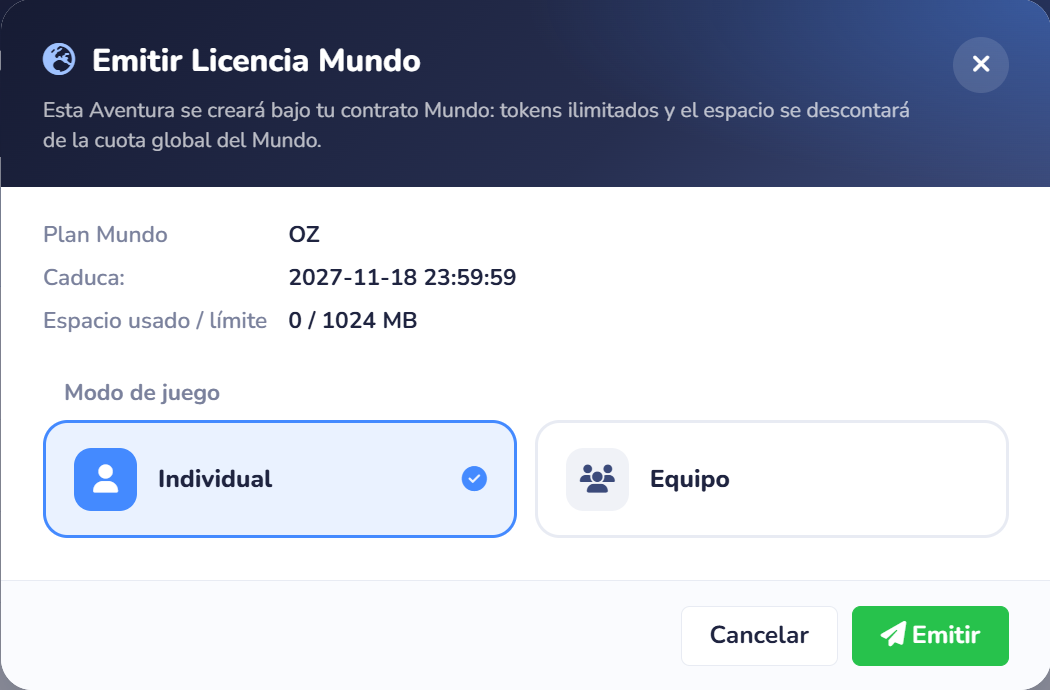 Emitir Licencia Mundo
Esta Aventura se creará bajo tu contrato Mundo: tokens ilimitados y el espacio se descontará
de la cuota global del Mundo.
Plan Mundo OZ
Caduca: 2027-11-18 23:59:59
Espacio usado / límite 0 / 1024 MB
Modo de juego
Individual Equipo
Cancelar Emitir